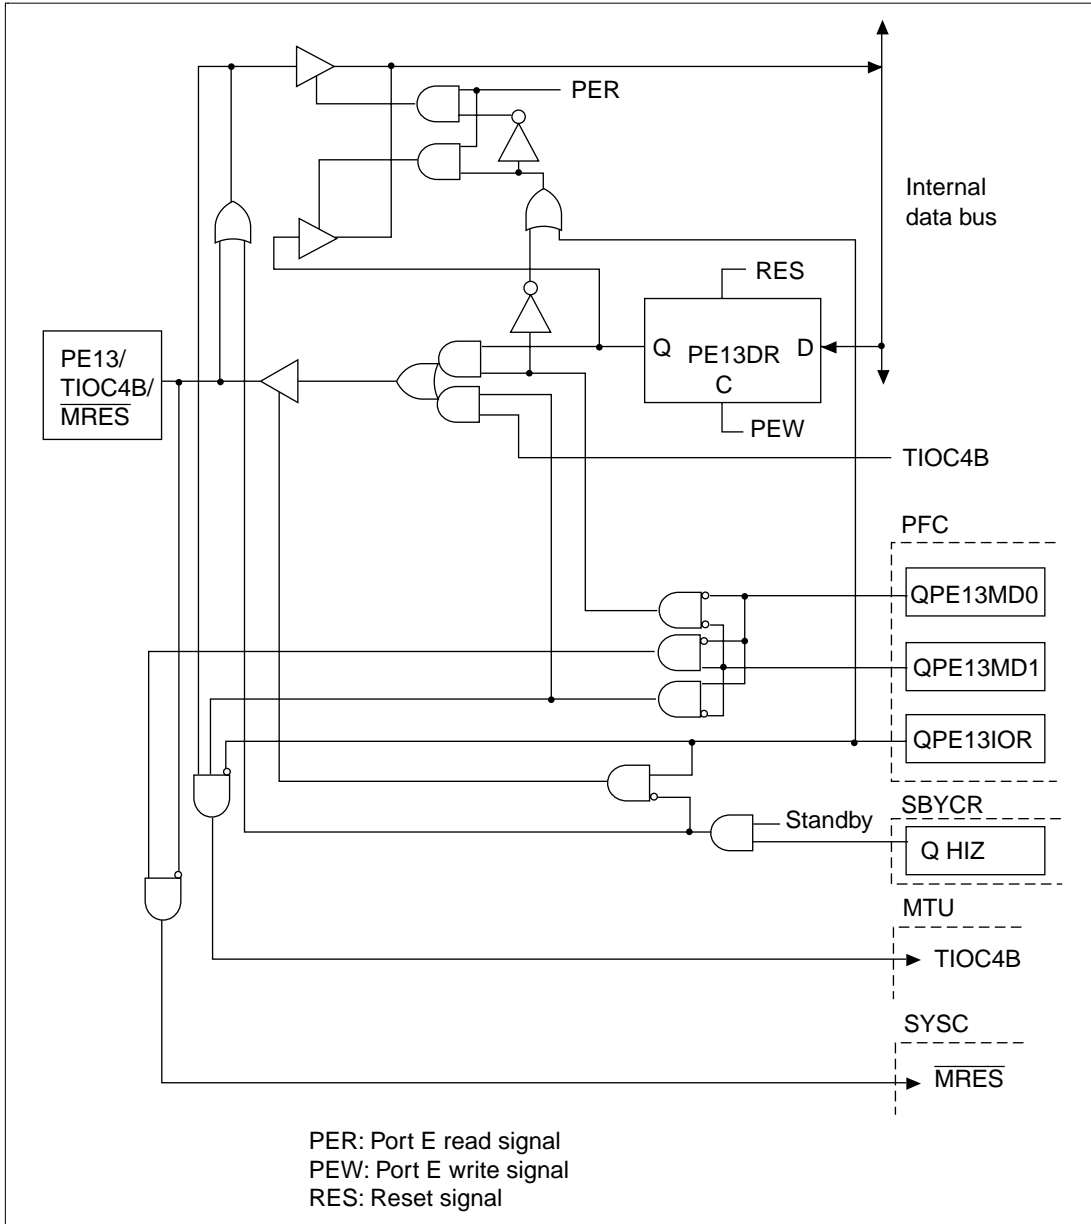 PER
Internal
data bus
RES
Q PE13DR D
C
PEW
PE13/
TIOC4B/
MRES
TIOC4B
PFC
QPE13MD0
QPE13MD1
QPE13IOR
SBYCR
Standby
Q HIZ
MTU
TIOC4B
SYSC
MRES
PER: Port E read signal
PEW: Port E write signal
RES: Reset signal